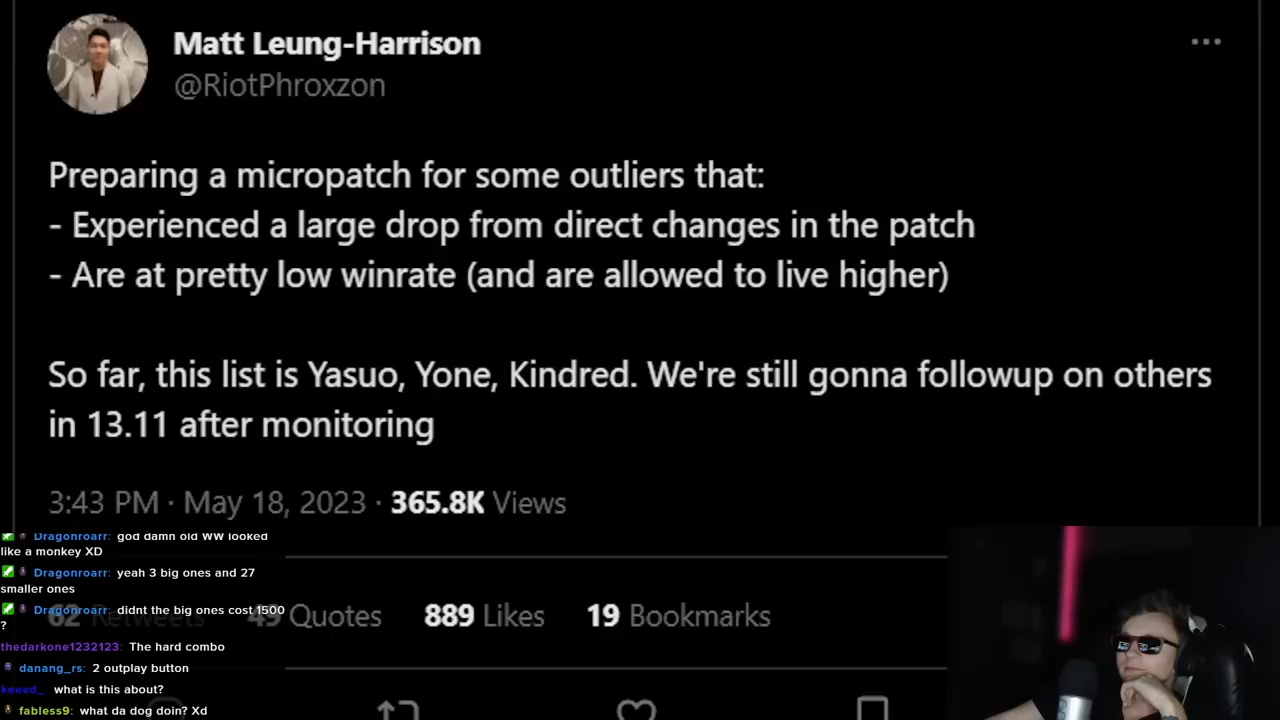 Matt Leung-Harrison
@RiotPhroxzon
Preparing a micropatch for some outliers that:
- Experienced a large drop from direct changes in the patch
- Are at pretty low winrate (and are allowed to live higher)
So far, this list is Yasuo, Yone, Kindred. We're still gonna followup on others
in 13.11 after monitoring
3:43 PM · May 18, 2023 · 365.8K Views
62 Retweets 49 Quotes 889 Likes 19 Bookmarks
Dragonroarr: god damn old WW looked
like a monkey XD
Dragonroarr: yeah 3 big ones and 27
smaller ones
Dragonroarr: didnt the big ones cost 1500
?
thedarkone1232123: The hard combo
danang_rs: 2 outplay button
keeed_: what is this about?
fabless9: what da dog doin? Xd